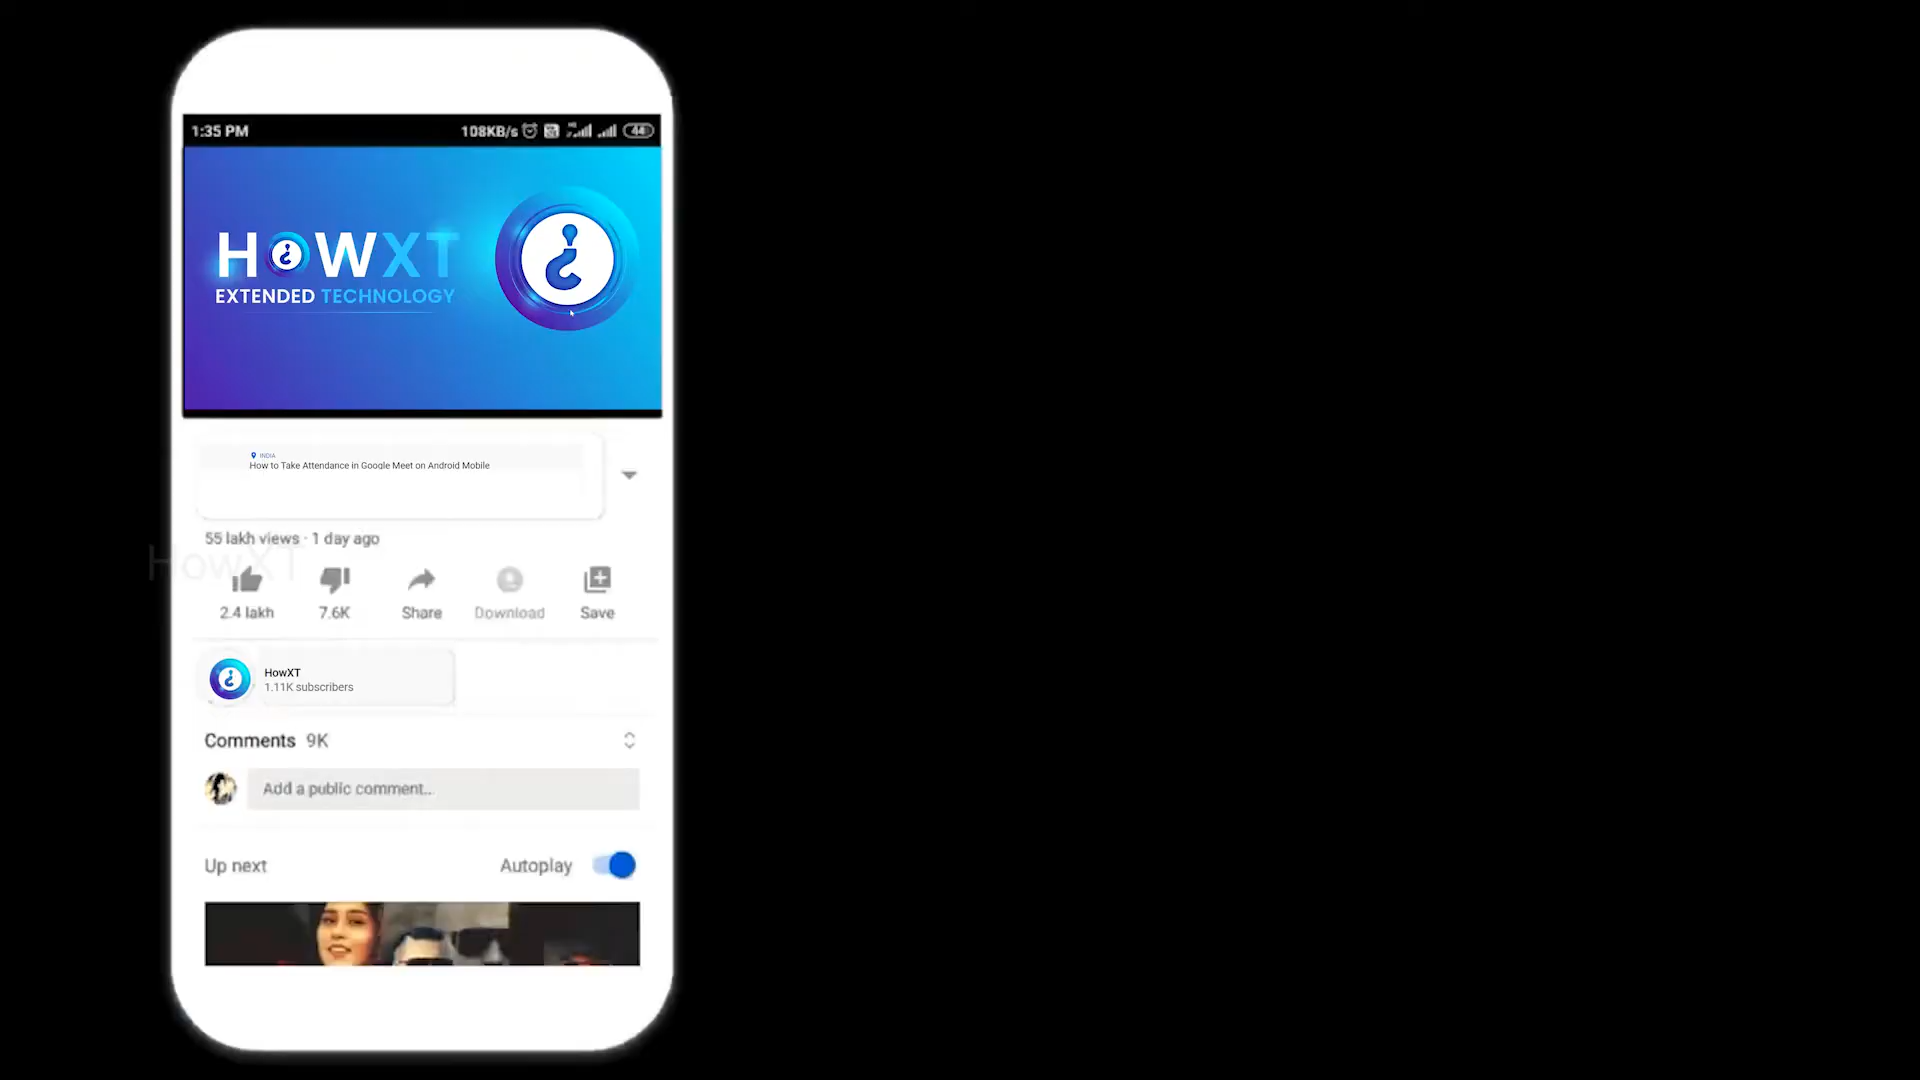 1:35 PM 108KB/s 44
HOWXT
EXTENDED TECHNOLOGY
INDIA
How to Take Attendance in Google Meet on Android Mobile
55 lakh views · 1 day ago
HowXT
2.4 lakh 7.6K Share Download Save
HowXT
1.11K subscribers
Comments 9K
Add a public comment...
Up next Autoplay